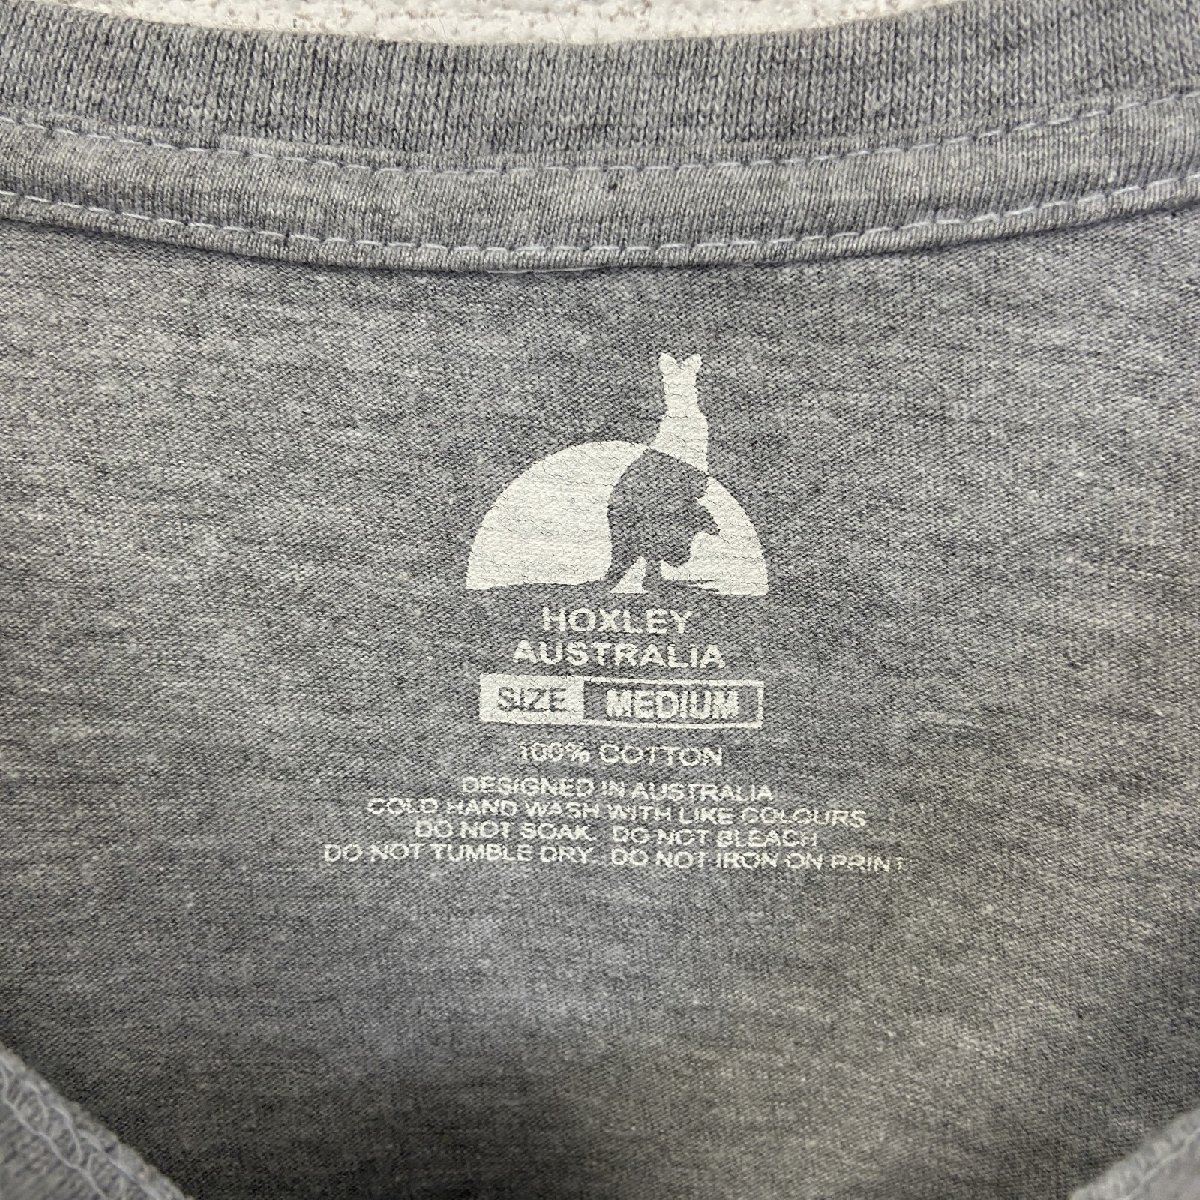 HOXLEY
AUSTRALIA
SIZE MEDIUM
100% COTTON
DESIGNED IN AUSTRALIA
COLD HAND WASH WITH LIKE COLOURS
DO NOT SOAK. DO NOT BLEACH
DO NOT TUMBLE DRY. DO NOT IRON ON PRINT